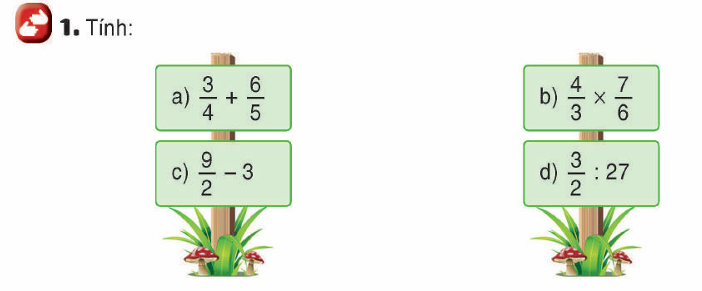 1. Tính:
a) 3/4 + 6/5
b) 4/3 × 7/6
c) 9/2 – 3
d) 3/2 : 27